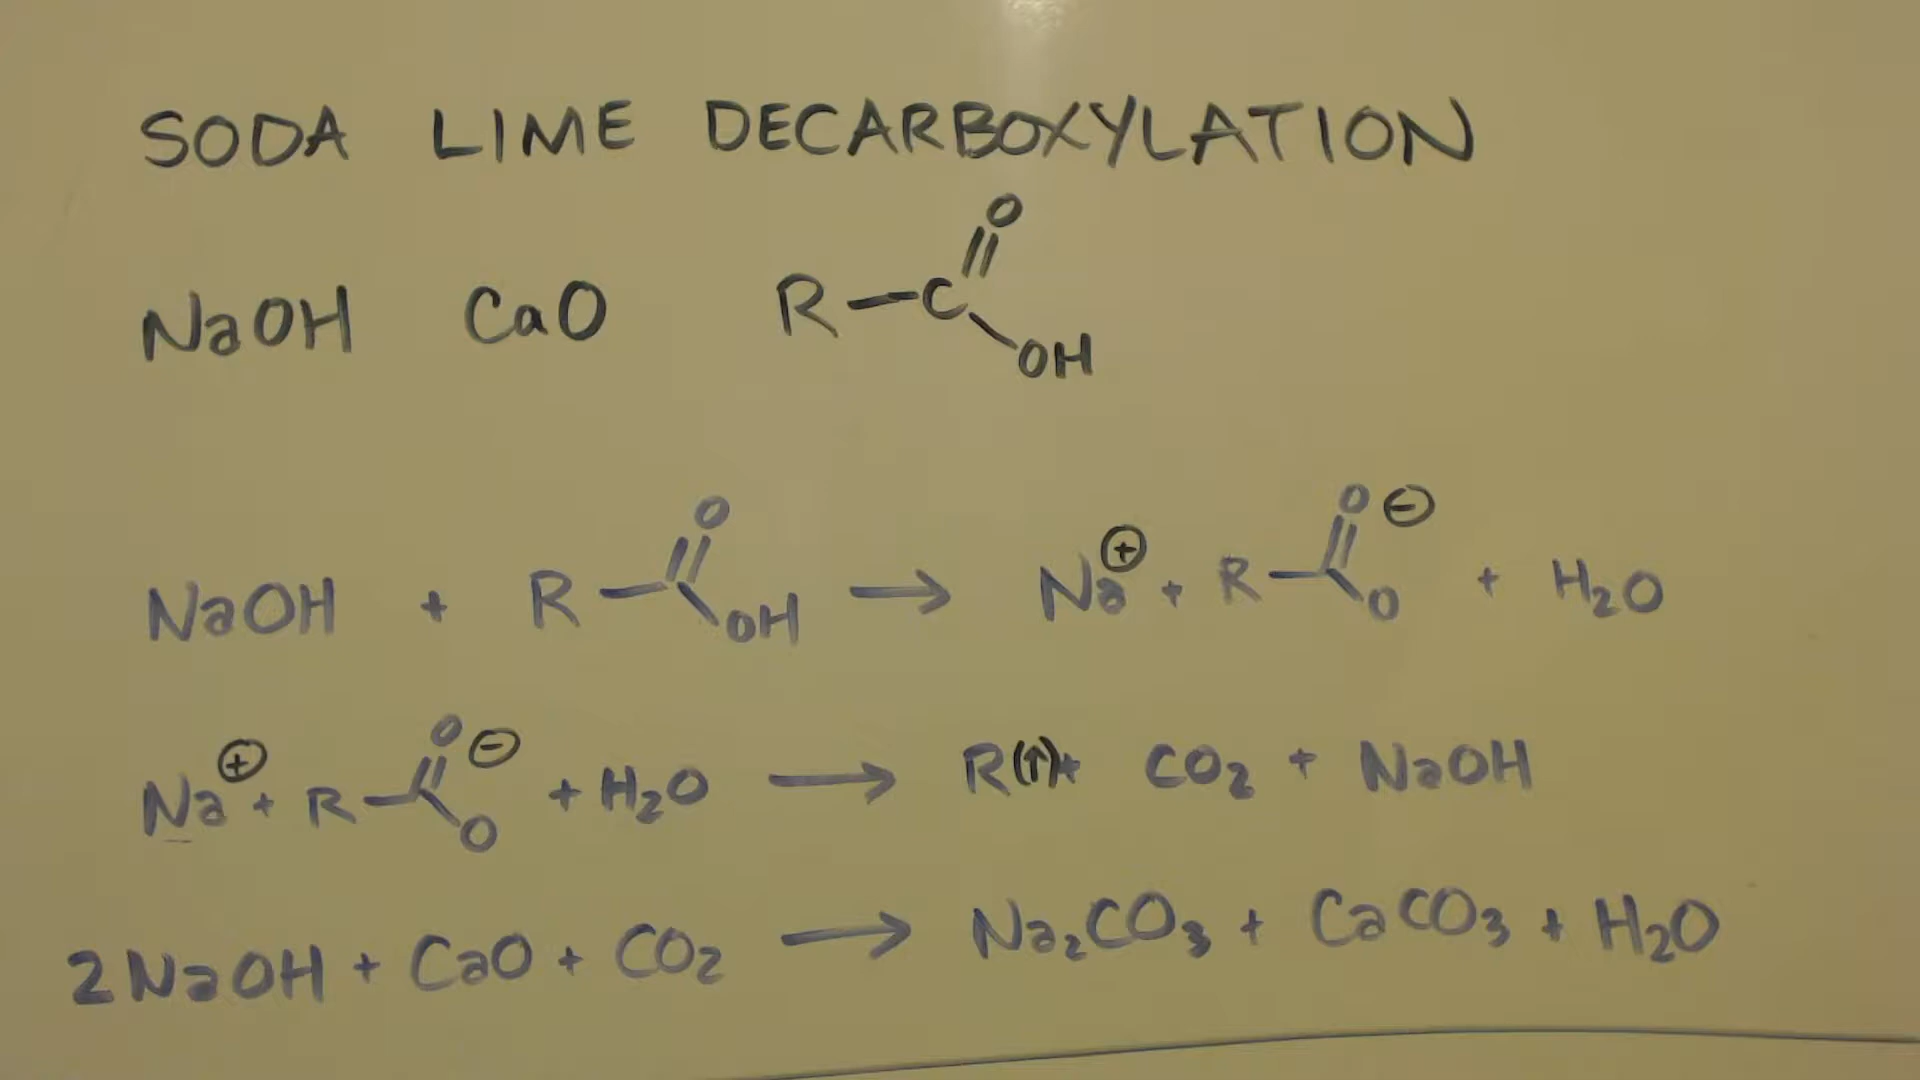 SODA LIME DECARBOXYLATION
NaOH CaO R-C=O OH
NaOH + R-C=O OH → Na⊕ + R-C=O O ⊖ + H₂O
Na⊕ + R-C=O O ⊖ + H₂O → R(↑)+ CO₂ + NaOH
2NaOH + CaO + CO₂ → Na₂CO₃ + CaCO₃ + H₂O